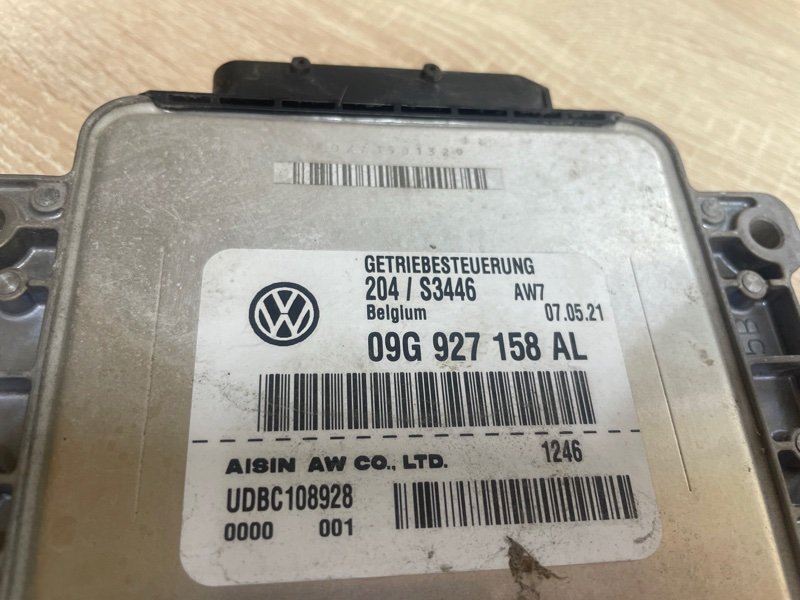 GETRIEBESTEUERUNG
204 / S3446 AW7
Belgium 07.05.21
09G 927 158 AL
AISIN AW CO., LTD. 1246
UDBC108928
0000 001